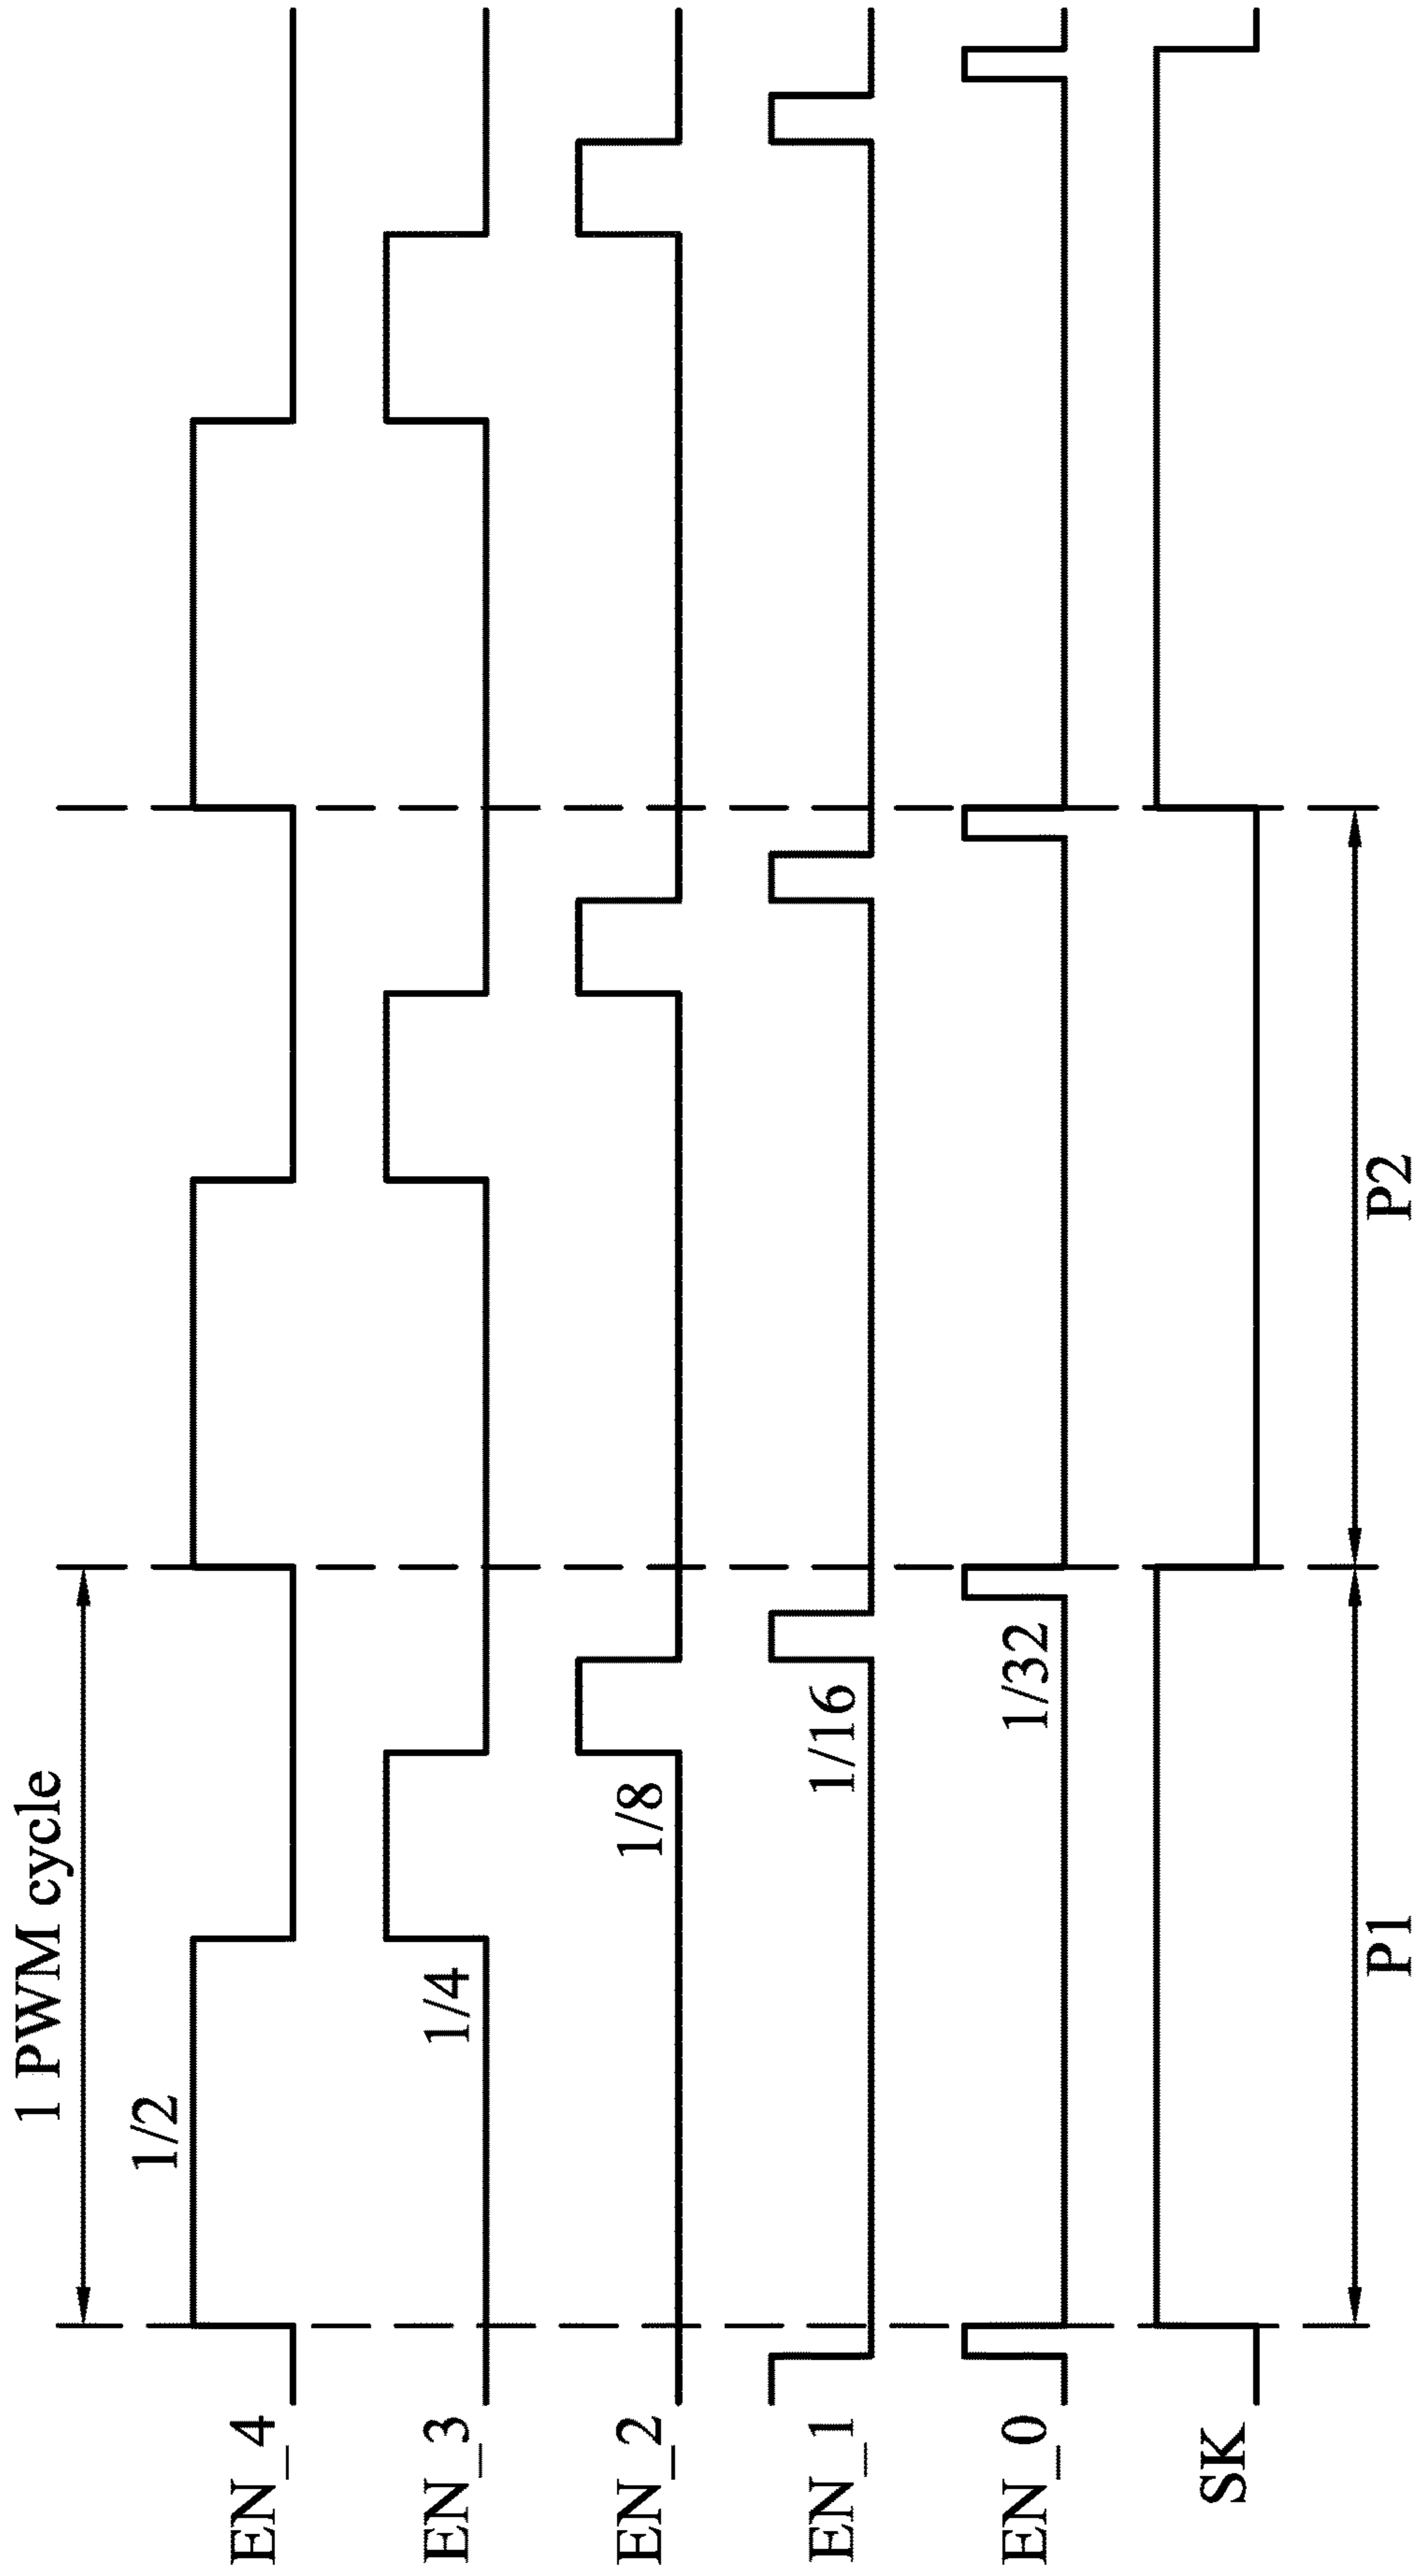 1 PWM cycle
EN_4
1/2
EN_3
1/4
EN_2
1/8
EN_1
1/16
EN_0
1/32
SK
P1
P2